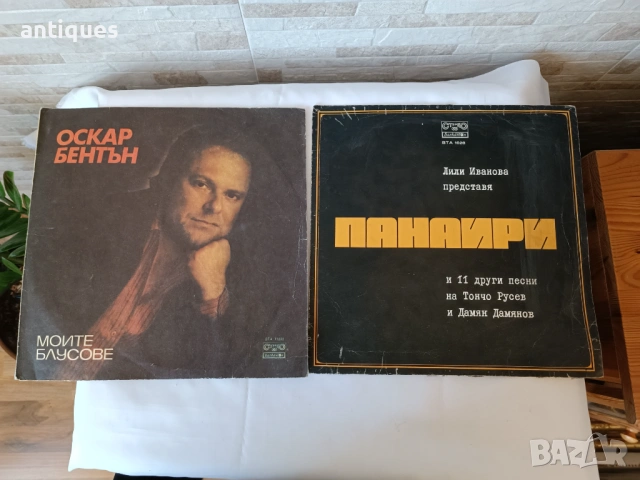 antiques
ОСКАР
БЕНТЪН
МОИТЕ
БЛУСОВЕ
Лили Иванова
представя
ПАНАИРИ
и 11 други песни
на Тончо Русев
и Дамян Дамянов
BAZAR